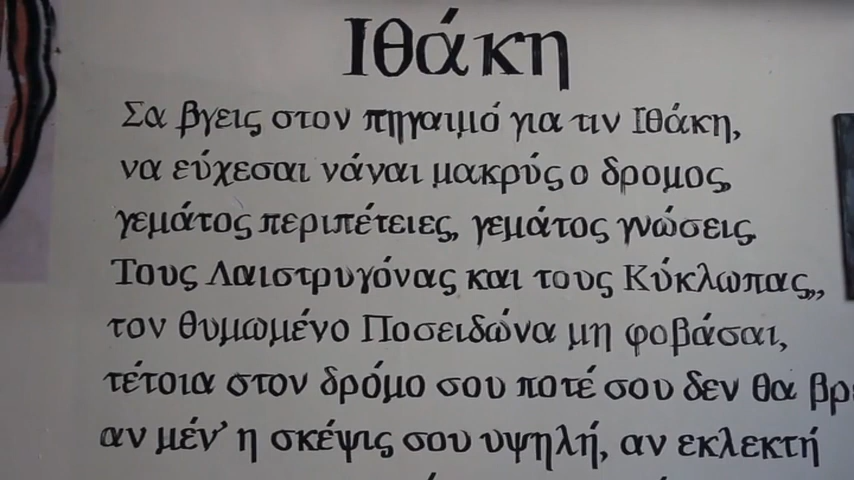 Ιθάκη
Σα βγεις στον πηγαιμό για τιν Ιθάκη,
να εύχεσαι νάναι μακρύς ο δρομος,
γεμάτος περιπέτειες, γεμάτος γνώσεις.
Τους Λαιστρυγόνας και τους Κύκλωπας,,
τον θυμωμένο Ποσειδώνα μη φοβάσαι,
τέτοια στον δρόμο σου ποτέ σου δεν θα
αν μέν' η σκέψις σου υψηλή, αν εκλεκτή